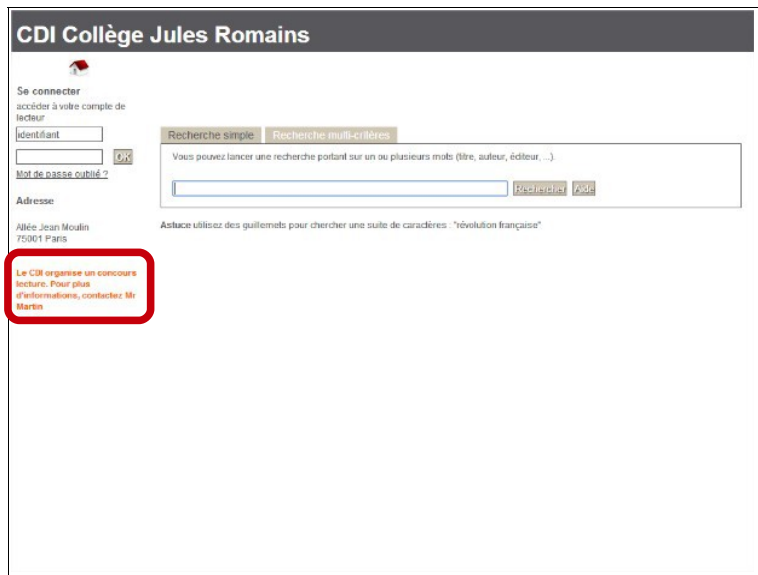 CDI Collège Jules Romains
Se connecter
accéder à votre compte de
lecteur
identifiant
OK
Mot de passe oublié ?
Adresse
Allée Jean Moulin
75001 Paris
Le CDI organise un concours
lecture. Pour plus
d'informations, contactez Mr
Martin
Recherche simple
Recherche multi-critères
Vous pouvez lancer une recherche portant sur un ou plusieurs mots (titre, auteur, éditeur, ...).
Rechercher
Aide
Astuce utilisez des guillemets pour chercher une suite de caractères : "révolution française"